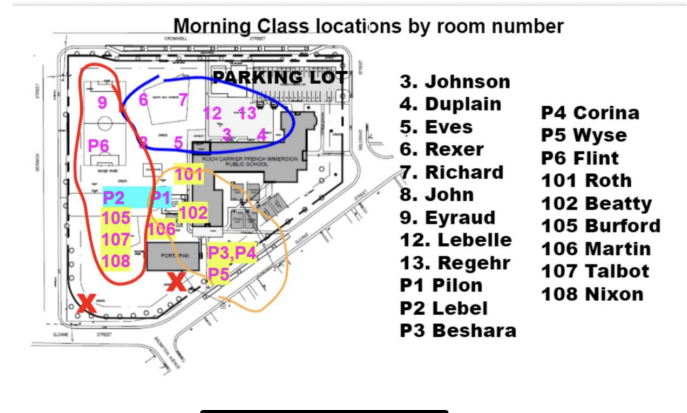 Morning Class locations by room number
CROMWELL STREET
PARKING LOT
9
6
7
12
13
8
5
3
4
P6
ROCH CARRIER FRENCH IMMERSION
PUBLIC SCHOOL
101
P2
P1
102
105
106
107
108
PORT-PAK
P3,P4
P5
X
X
SLOANE STREET
3. Johnson
4. Duplain
5. Eves
6. Rexer
7. Richard
8. John
9. Eyraud
12. Lebelle
13. Regehr
P1 Pilon
P2 Lebel
P3 Beshara
P4 Corina
P5 Wyse
P6 Flint
101 Roth
102 Beatty
105 Burford
106 Martin
107 Talbot
108 Nixon